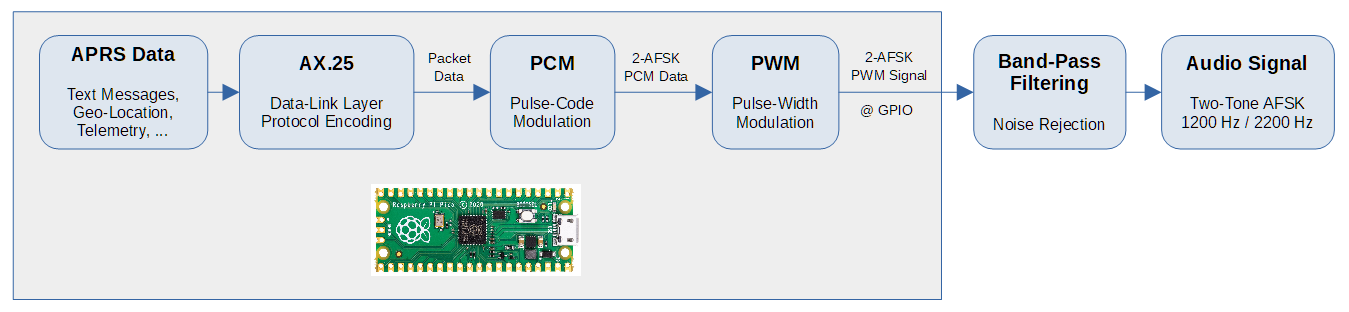 APRS Data
Text Messages,
Geo-Location,
Telemetry, ...
AX.25
Data-Link Layer
Protocol Encoding
Packet
Data
PCM
Pulse-Code
Modulation
2-AFSK
PCM Data
PWM
Pulse-Width
Modulation
2-AFSK
PWM Signal
@ GPIO
Band-Pass
Filtering
Noise Rejection
Audio Signal
Two-Tone AFSK
1200 Hz / 2200 Hz
Raspberry Pi Pico © 2020
BOOTSEL